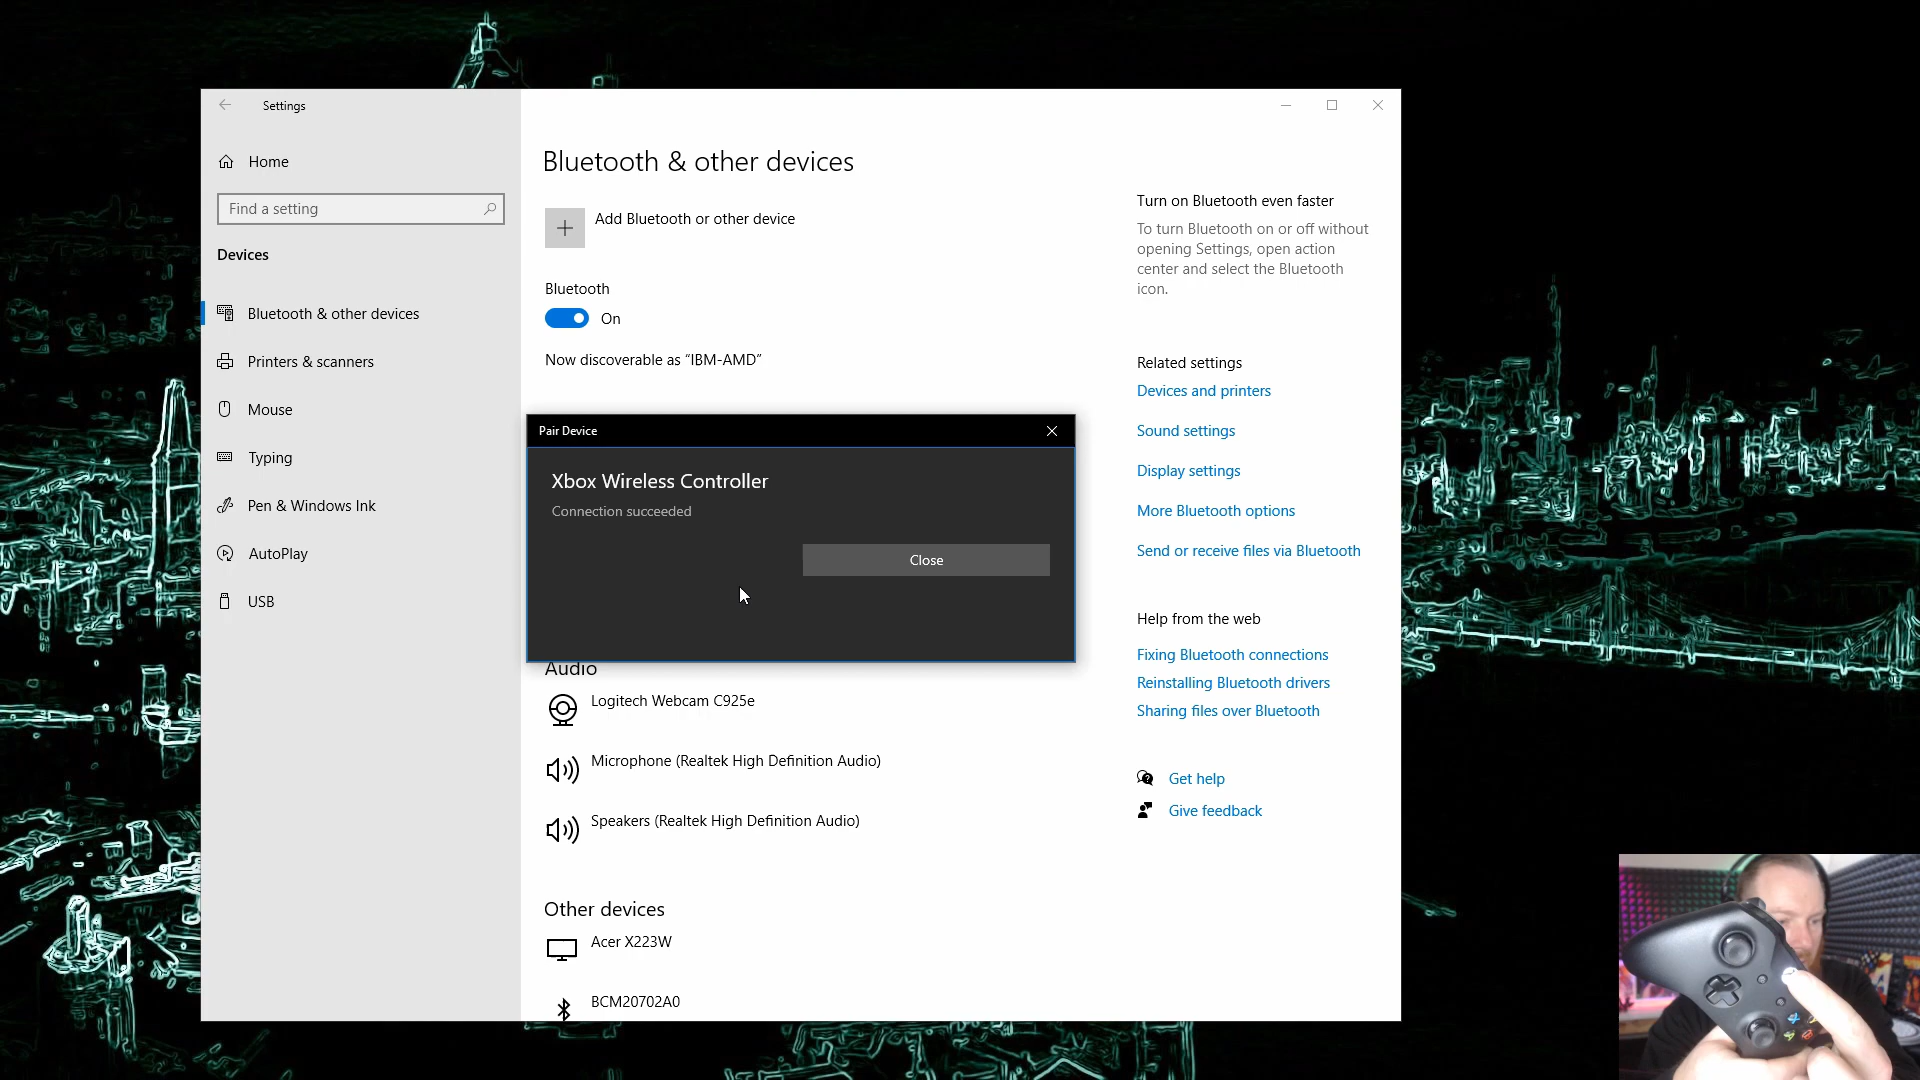 Settings
Home
Find a setting
Devices
Bluetooth & other devices
Printers & scanners
Mouse
Typing
Pen & Windows Ink
AutoPlay
USB
Bluetooth & other devices
Add Bluetooth or other device
Bluetooth
On
Now discoverable as “IBM-AMD”
Pair Device
Xbox Wireless Controller
Connection succeeded
Close
Audio
Logitech Webcam C925e
Microphone (Realtek High Definition Audio)
Speakers (Realtek High Definition Audio)
Other devices
Acer X223W
BCM20702A0
Turn on Bluetooth even faster
To turn Bluetooth on or off without
opening Settings, open action
center and select the Bluetooth
icon.
Related settings
Devices and printers
Sound settings
Display settings
More Bluetooth options
Send or receive files via Bluetooth
Help from the web
Fixing Bluetooth connections
Reinstalling Bluetooth drivers
Sharing files over Bluetooth
Get help
Give feedback